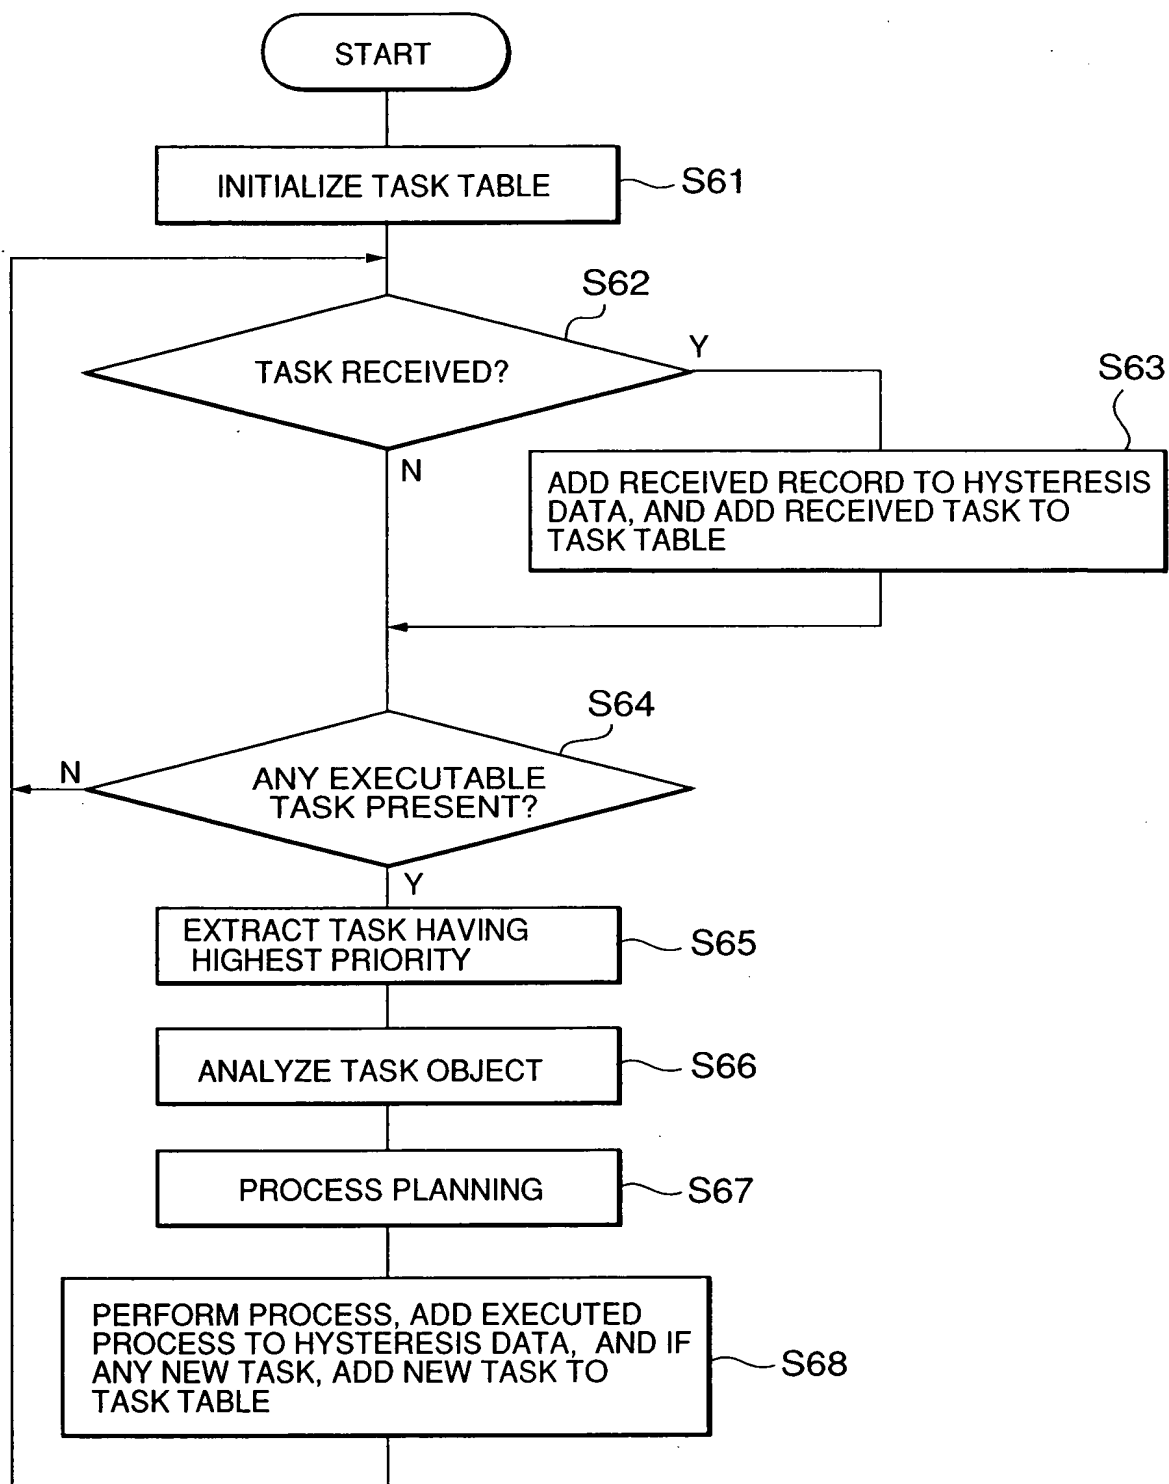 START
INITIALIZE TASK TABLE
S61
S62
TASK RECEIVED?
Y
N
S63
ADD RECEIVED RECORD TO HYSTERESIS
DATA, AND ADD RECEIVED TASK TO
TASK TABLE
S64
ANY EXECUTABLE
TASK PRESENT?
N
Y
EXTRACT TASK HAVING
HIGHEST PRIORITY
S65
ANALYZE TASK OBJECT
S66
PROCESS PLANNING
S67
PERFORM PROCESS, ADD EXECUTED
PROCESS TO HYSTERESIS DATA, AND IF
ANY NEW TASK, ADD NEW TASK TO
TASK TABLE
S68